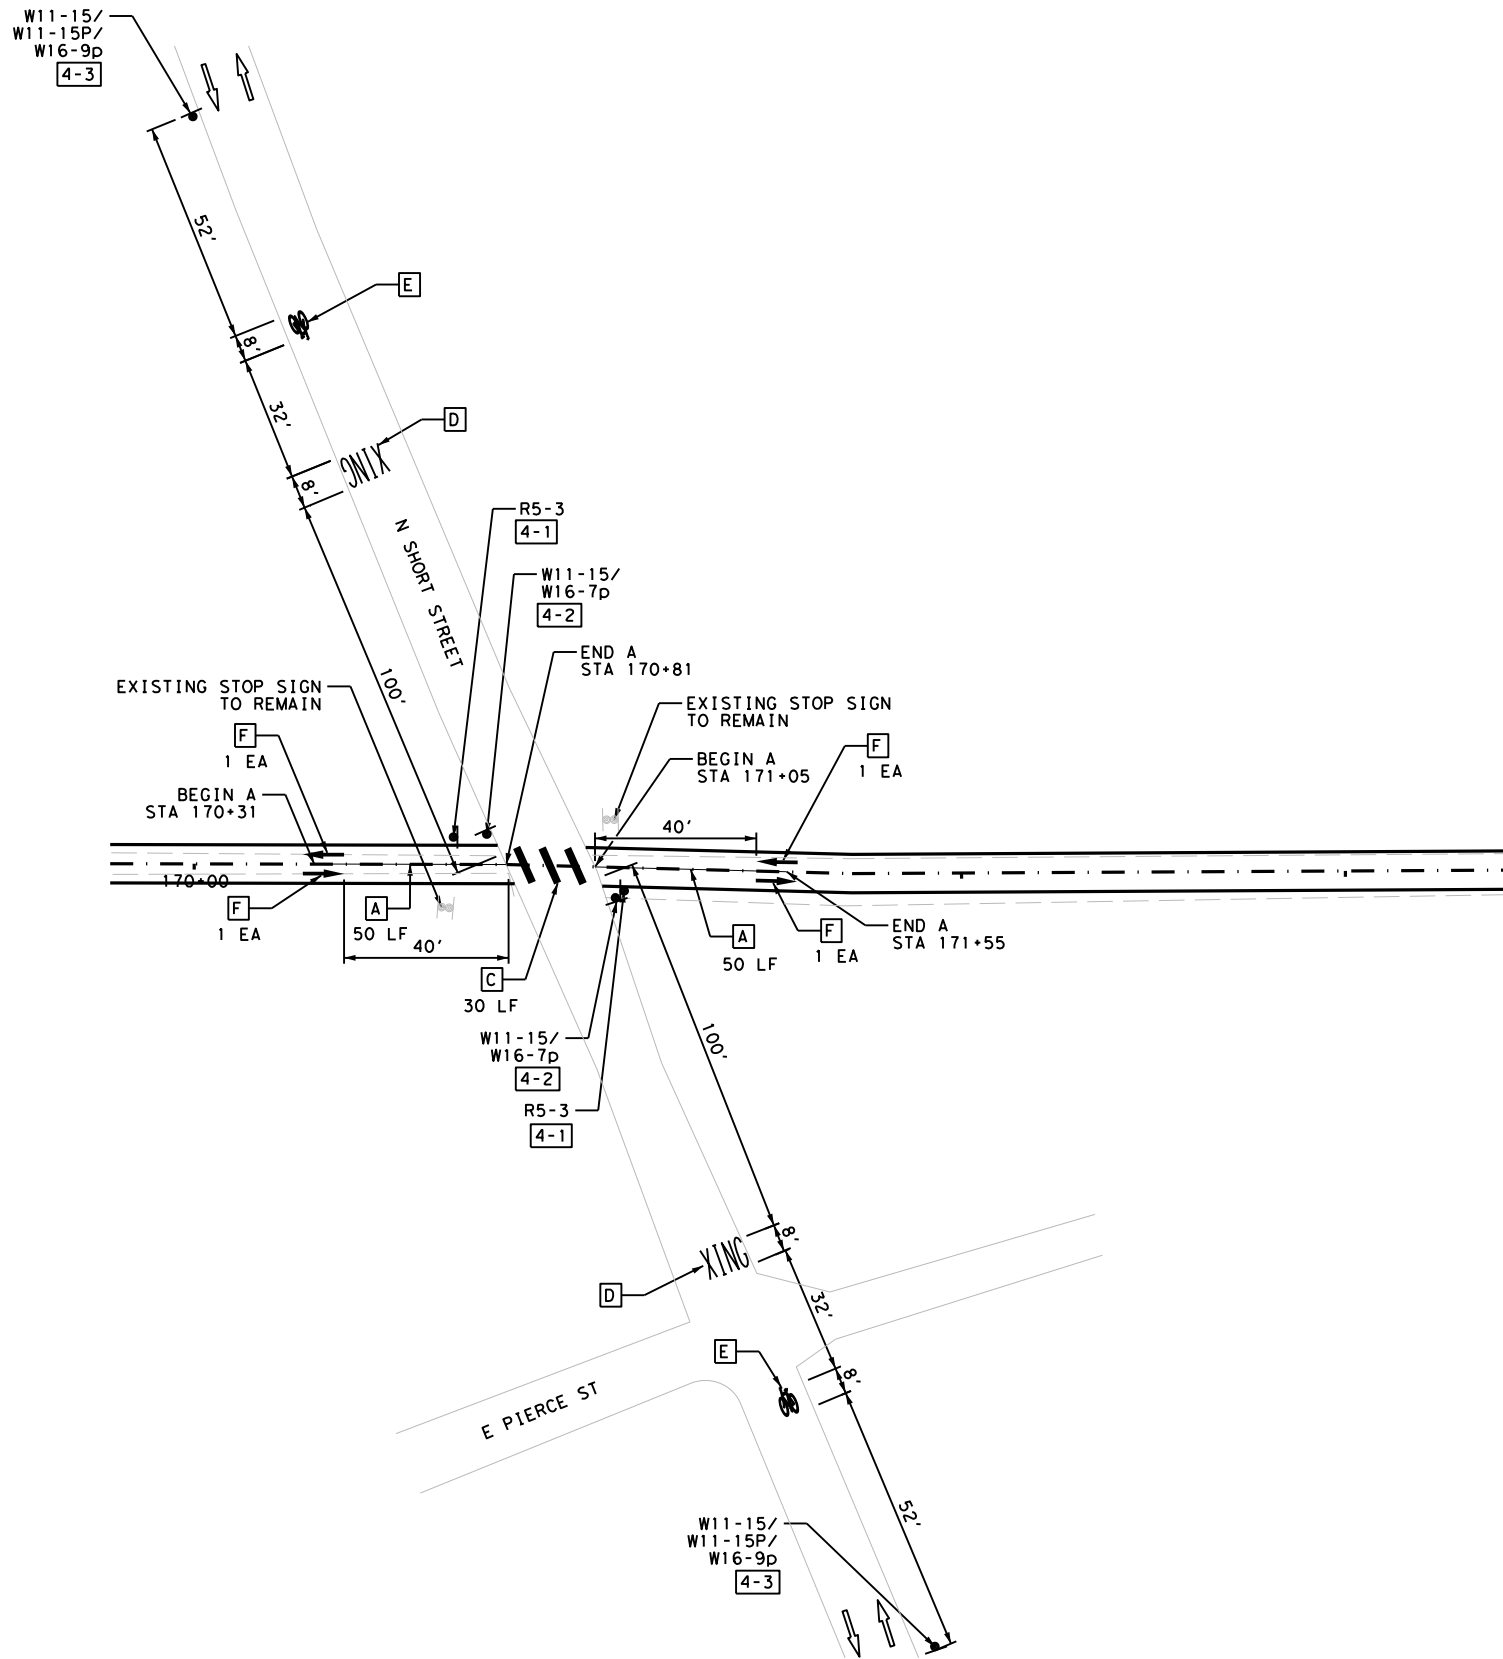 W11-15/
W11-15P/
W16-9p
4-3
52'
E
8'
32'
D
XING
8'
N SHORT STREET
R5-3
4-1
W11-15/
W16-7p
4-2
100'
END A
STA 170+81
EXISTING STOP SIGN
TO REMAIN
EXISTING STOP SIGN
TO REMAIN
F
1 EA
F
1 EA
BEGIN A
STA 171+05
BEGIN A
STA 170+31
40'
170+00
F
1 EA
A
50 LF
40'
A
50 LF
F
1 EA
END A
STA 171+55
C
30 LF
W11-15/
W16-7p
4-2
R5-3
4-1
100'
8'
XING
D
32'
E
8'
E PIERCE ST
52'
W11-15/
W11-15P/
W16-9p
4-3